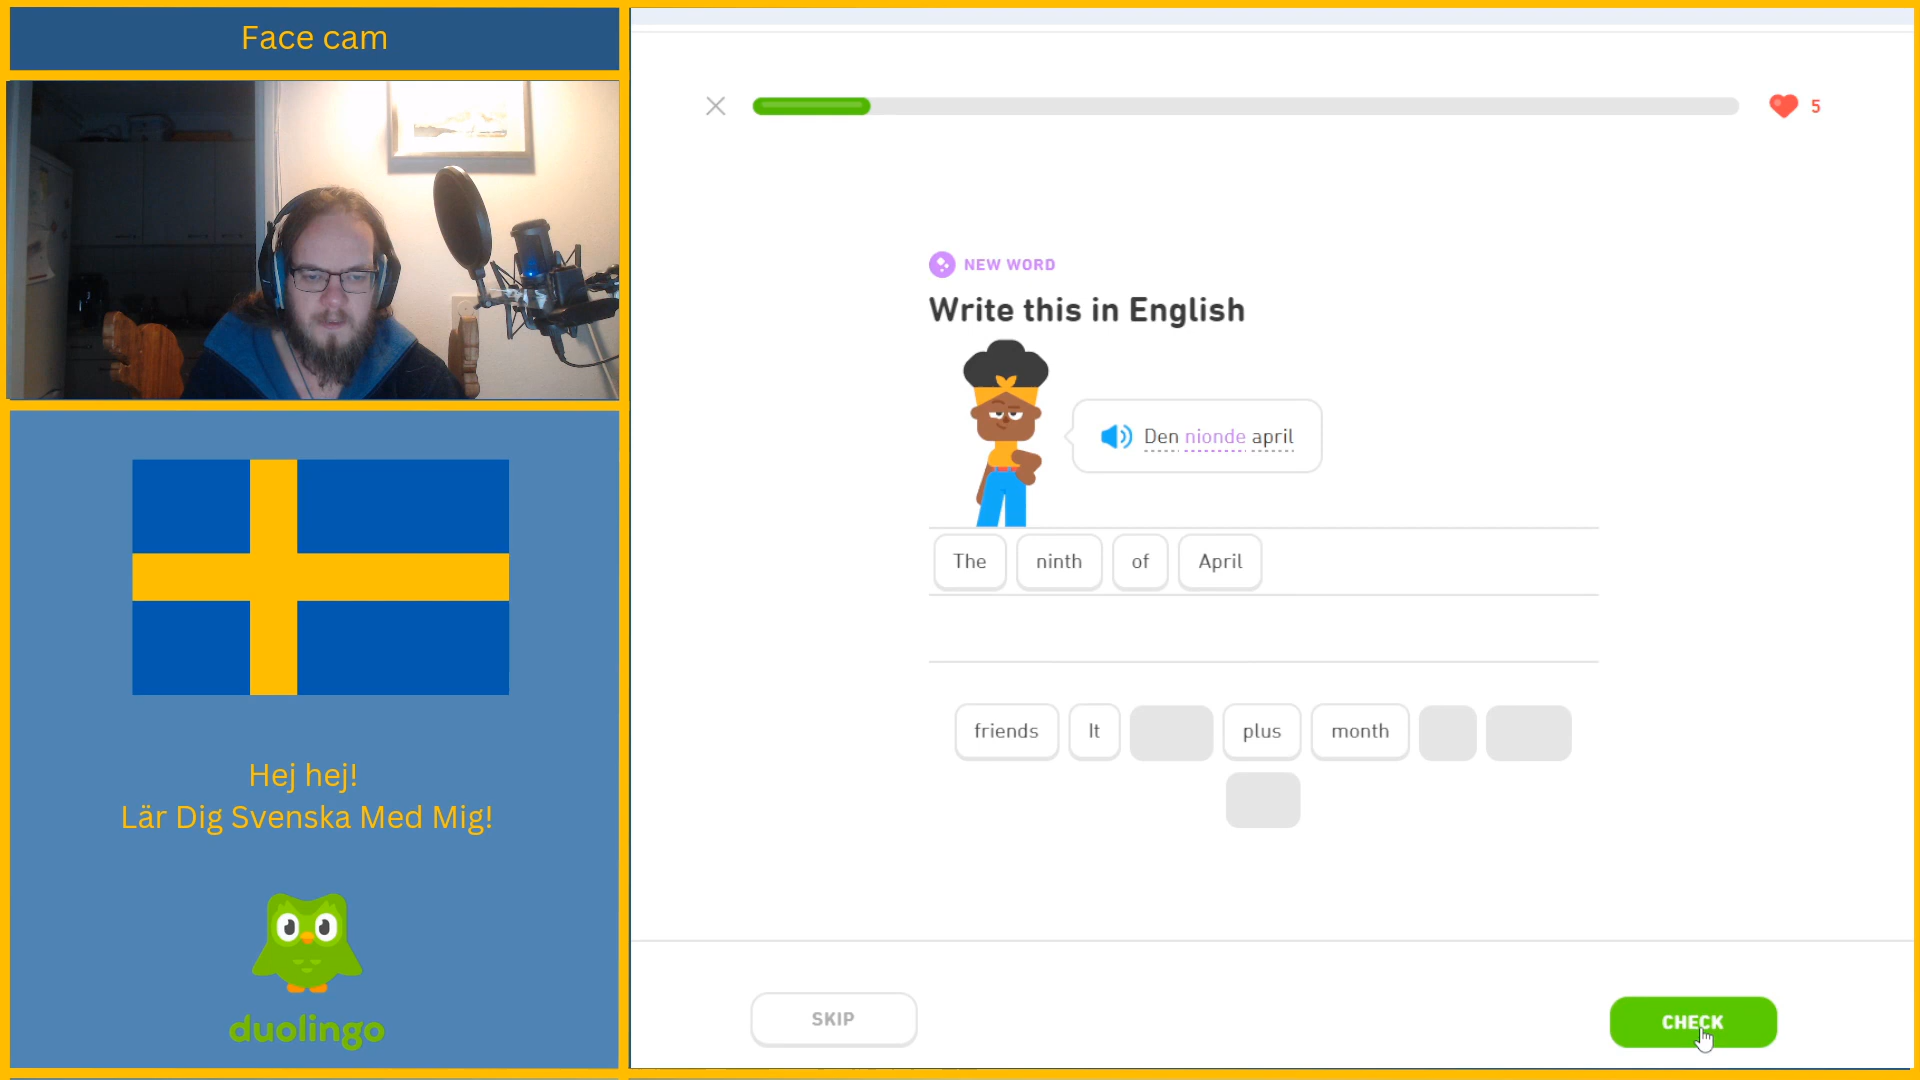 Face cam
5
NEW WORD
Write this in English
Den nionde april
The ninth of April
friends It plus month
Hej hej!
Lär Dig Svenska Med Mig!
duolingo
SKIP
CHECK